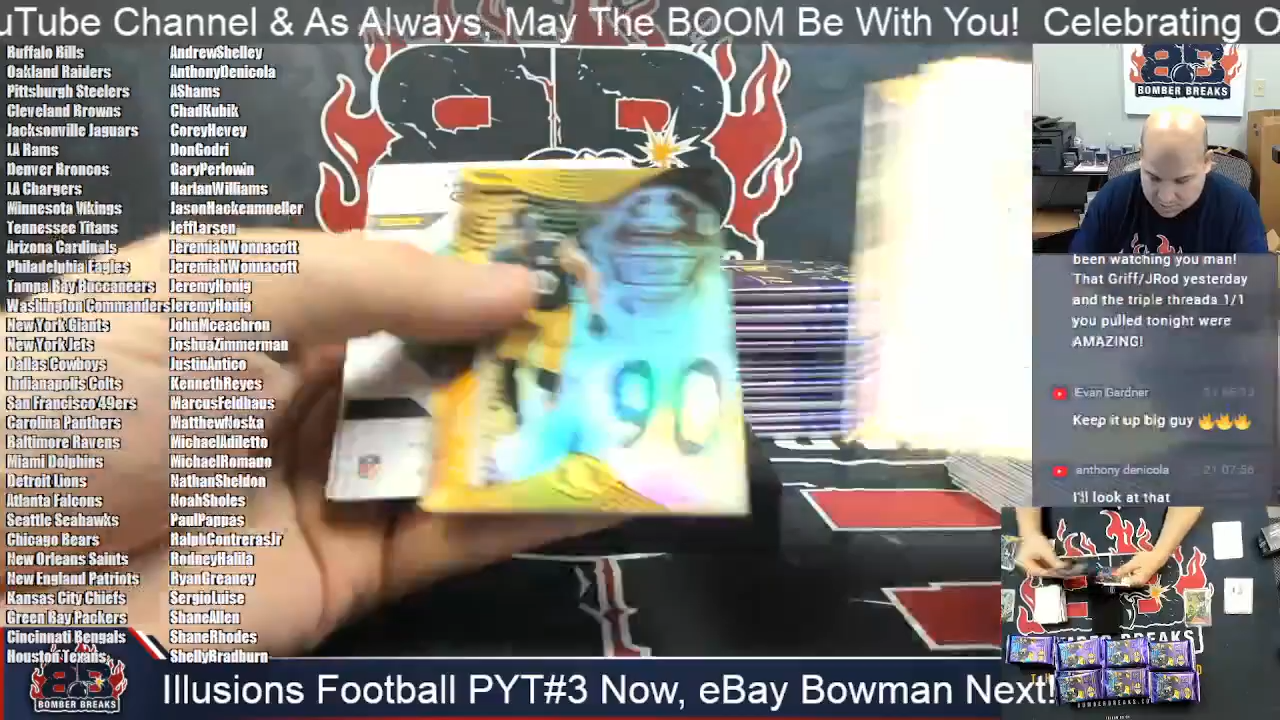 uTube Channel & As Always, May The BOOM Be With You!  Celebrating O
Buffalo Bills AndrewShelley
Oakland Raiders AnthonyDenicola
Pittsburgh Steelers AShams
Cleveland Browns ChadKubik
Jacksonville Jaguars CoreyHevey
LA Rams DonGodri
Denver Broncos GaryPerlowin
LA Chargers HarlanWilliams
Minnesota Vikings JasonHackenmueller
Tennessee Titans JeffLarsen
Arizona Cardinals JeremiahWonnacott
Philadelphia Eagles JeremiahWonnacott
Tampa Bay Buccaneers JeremyHonig
Washington Commanders JeremyHonig
New York Giants JohnMceachron
New York Jets JoshuaZimmerman
Dallas Cowboys JustinAntico
Indianapolis Colts KennethReyes
San Francisco 49ers MarcusFeldhaus
Carolina Panthers MatthewKoska
Baltimore Ravens MichaelAdiletto
Miami Dolphins MichaelRomano
Detroit Lions NathanSheldon
Atlanta Falcons NoahSholes
Seattle Seahawks PaulPappas
Chicago Bears RalphContrerasJr
New Orleans Saints RodneyHalila
New England Patriots RyanGreaney
Kansas City Chiefs SergioLuise
Green Bay Packers ShaneAllen
Cincinnati Bengals ShaneRhodes
Houston Texans ShellyBradburn
BOMBER BREAKS
been watching you man!
That Griff/JRod yesterday
and the triple threads 1/1
you pulled tonight were
AMAZING!
Evan Gardner
Keep it up big guy 🔥🔥🔥
anthony denicola 21:07:56
I'll look at that
90
BOMBER BREAKS
Illusions Football PYT#3 Now, eBay Bowman Next!